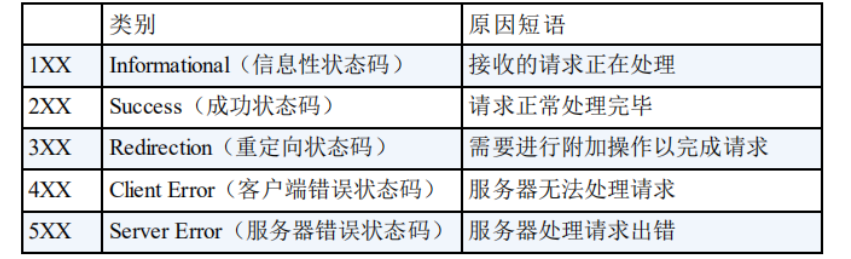 类别 原因短语
1XX Informational（信息性状态码） 接收的请求正在处理
2XX Success（成功状态码） 请求正常处理完毕
3XX Redirection（重定向状态码） 需要进行附加操作以完成请求
4XX Client Error（客户端错误状态码） 服务器无法处理请求
5XX Server Error（服务器错误状态码） 服务器处理请求出错